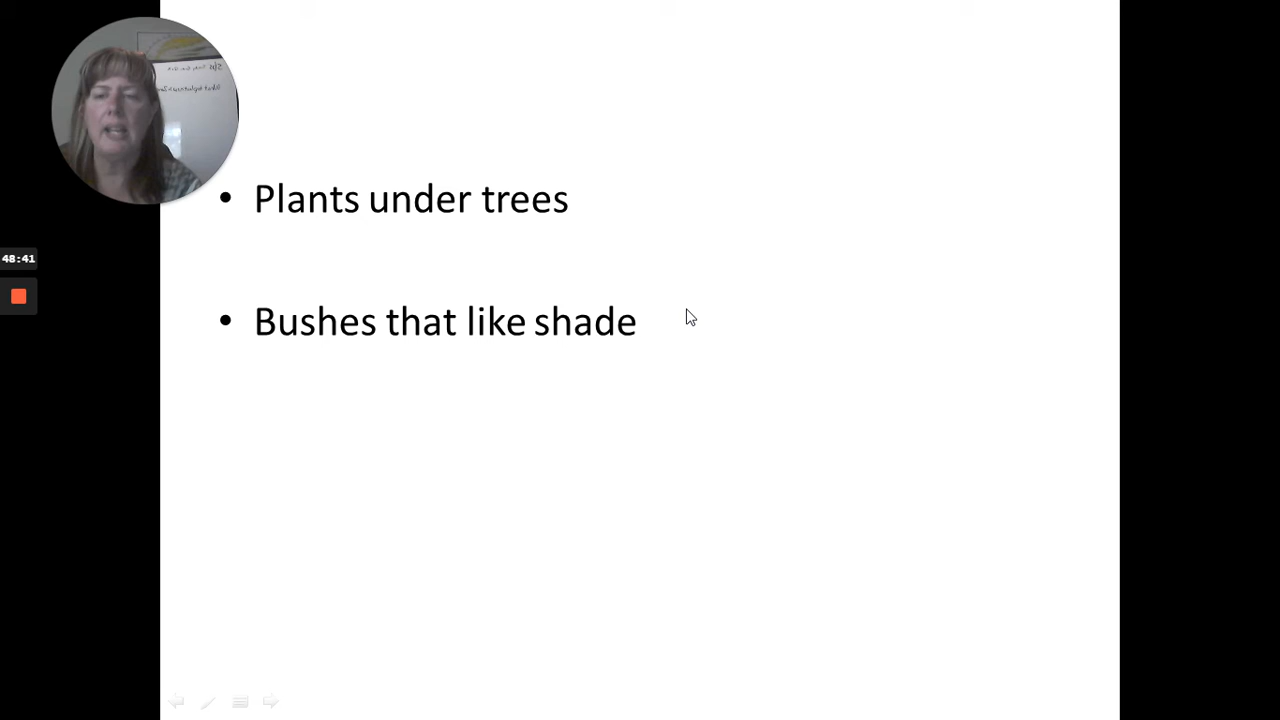 48:41
• Plants under trees
• Bushes that like shade